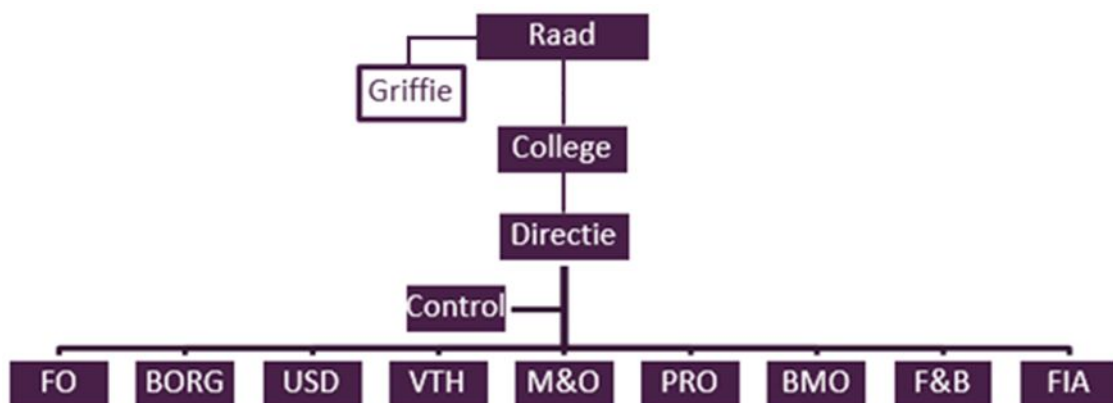 Raad
Griffie
College
Directie
Control
FO BORG USD VTH M&O PRO BMO F&B FIA